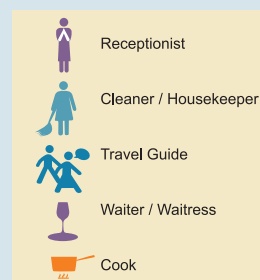 Receptionist
Cleaner / Housekeeper
Travel Guide
Waiter / Waitress
Cook